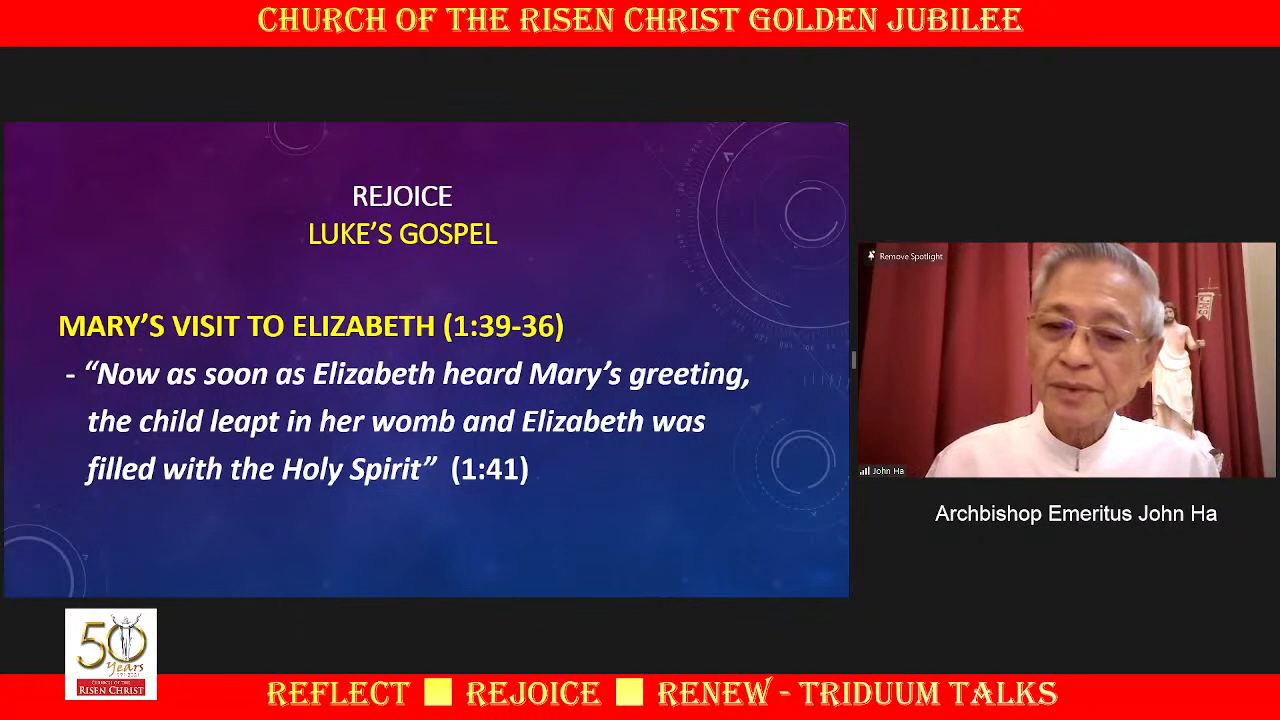 CHURCH OF THE RISEN CHRIST GOLDEN JUBILEE
REJOICE
LUKE'S GOSPEL
MARY'S VISIT TO ELIZABETH (1:39-36)
- "Now as soon as Elizabeth heard Mary's greeting,
the child leapt in her womb and Elizabeth was
filled with the Holy Spirit" (1:41)
Remove Spotlight
John Ha
Archbishop Emeritus John Ha
50
Years
CHURCH OF THE
RISEN CHRIST
REFLECT REJOICE RENEW - TRIDUUM TALKS